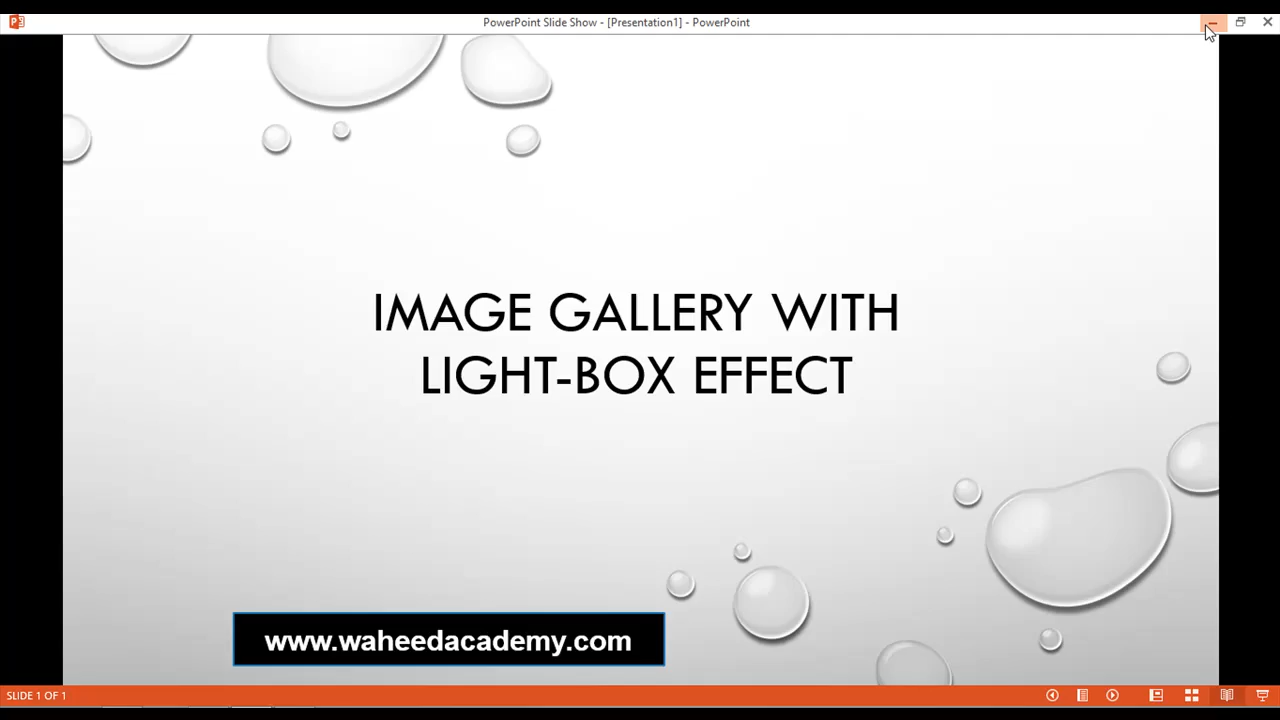 PowerPoint Slide Show - [Presentation1] - PowerPoint
IMAGE GALLERY WITH
LIGHT-BOX EFFECT
www.waheedacademy.com
SLIDE 1 OF 1